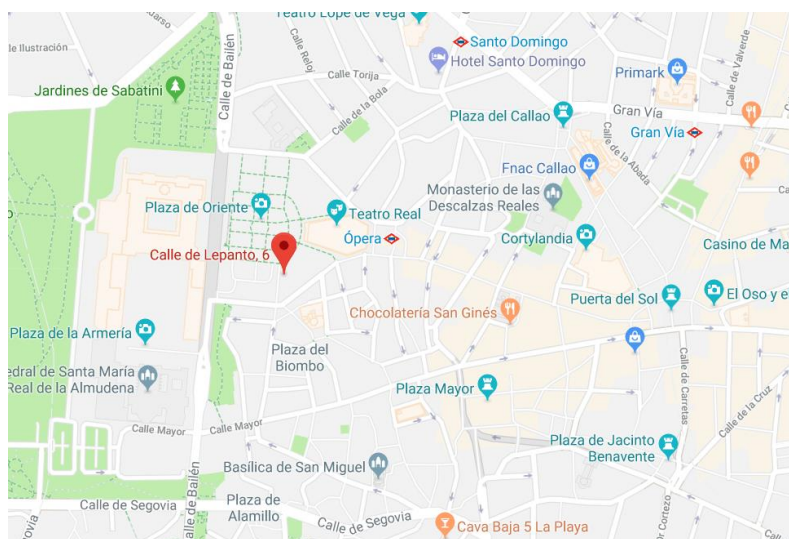 Teatro Lope de Vega
le Ilustración
Calle de Bailén
Calle Reloj
Santo Domingo
Hotel Santo Domingo
Calle de Valverde
Calle Torija
Primark
Jardines de Sabatini
Calle de la Bola
Plaza del Callao
Gran Vía
Gran Vía
Calle de la Abada
Fnac Callao
Monasterio de las
Descalzas Reales
Ca
Plaza de Oriente
Teatro Real
Ópera
Cortylandia
Casino de Ma
Calle de Lepanto, 6
Puerta del Sol
El Oso y e
Chocolatería San Ginés
Plaza de la Armería
Plaza del
Biombo
edral de Santa María
Real de la Almudena
Plaza Mayor
Calle de Carretas
Calle de la Cruz
Calle Mayor
Calle Mayor
Plaza de Jacinto
Benavente
Basílica de San Miguel
Calle de Bailén
Calle de Segovia
Plaza de
Alamillo
Calle de Segovia
Cava Baja 5 La Playa